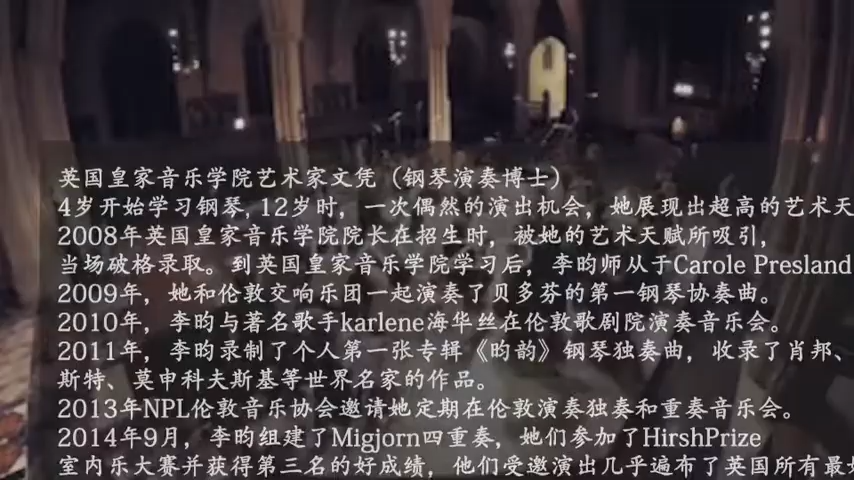 英国皇家音乐学院艺术家文凭（钢琴演奏博士）
4岁开始学习钢琴,12岁时，一次偶然的演出机会，她展现出超高的艺术天
2008年英国皇家音乐学院院长在招生时，被她的艺术天赋所吸引，
当场破格录取。到英国皇家音乐学院学习后，李昀师从于Carole Presland
2009年，她和伦敦交响乐团一起演奏了贝多芬的第一钢琴协奏曲。
2010年，李昀与著名歌手karlene海华丝在伦敦歌剧院演奏音乐会。
2011年，李昀录制了个人第一张专辑《昀韵》钢琴独奏曲，收录了肖邦、
斯特、莫申科夫斯基等世界名家的作品。
2013年NPL伦敦音乐协会邀请她定期在伦敦演奏独奏和重奏音乐会。
2014年9月，李昀组建了Migjorn四重奏，她们参加了HirshPrize
室内乐大赛并获得第三名的好成绩，他们受邀演出几乎遍布了英国所有最